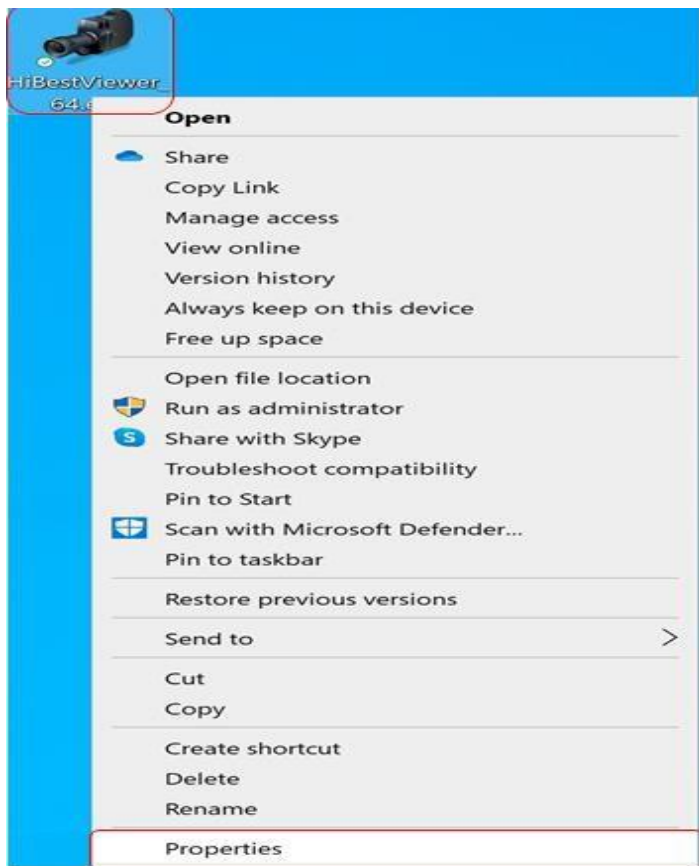 HiBestViewer_
64.e
Open
Share
Copy Link
Manage access
View online
Version history
Always keep on this device
Free up space
Open file location
Run as administrator
S
Share with Skype
Troubleshoot compatibility
Pin to Start
Scan with Microsoft Defender...
Pin to taskbar
Restore previous versions
Send to
Cut
Copy
Create shortcut
Delete
Rename
Properties